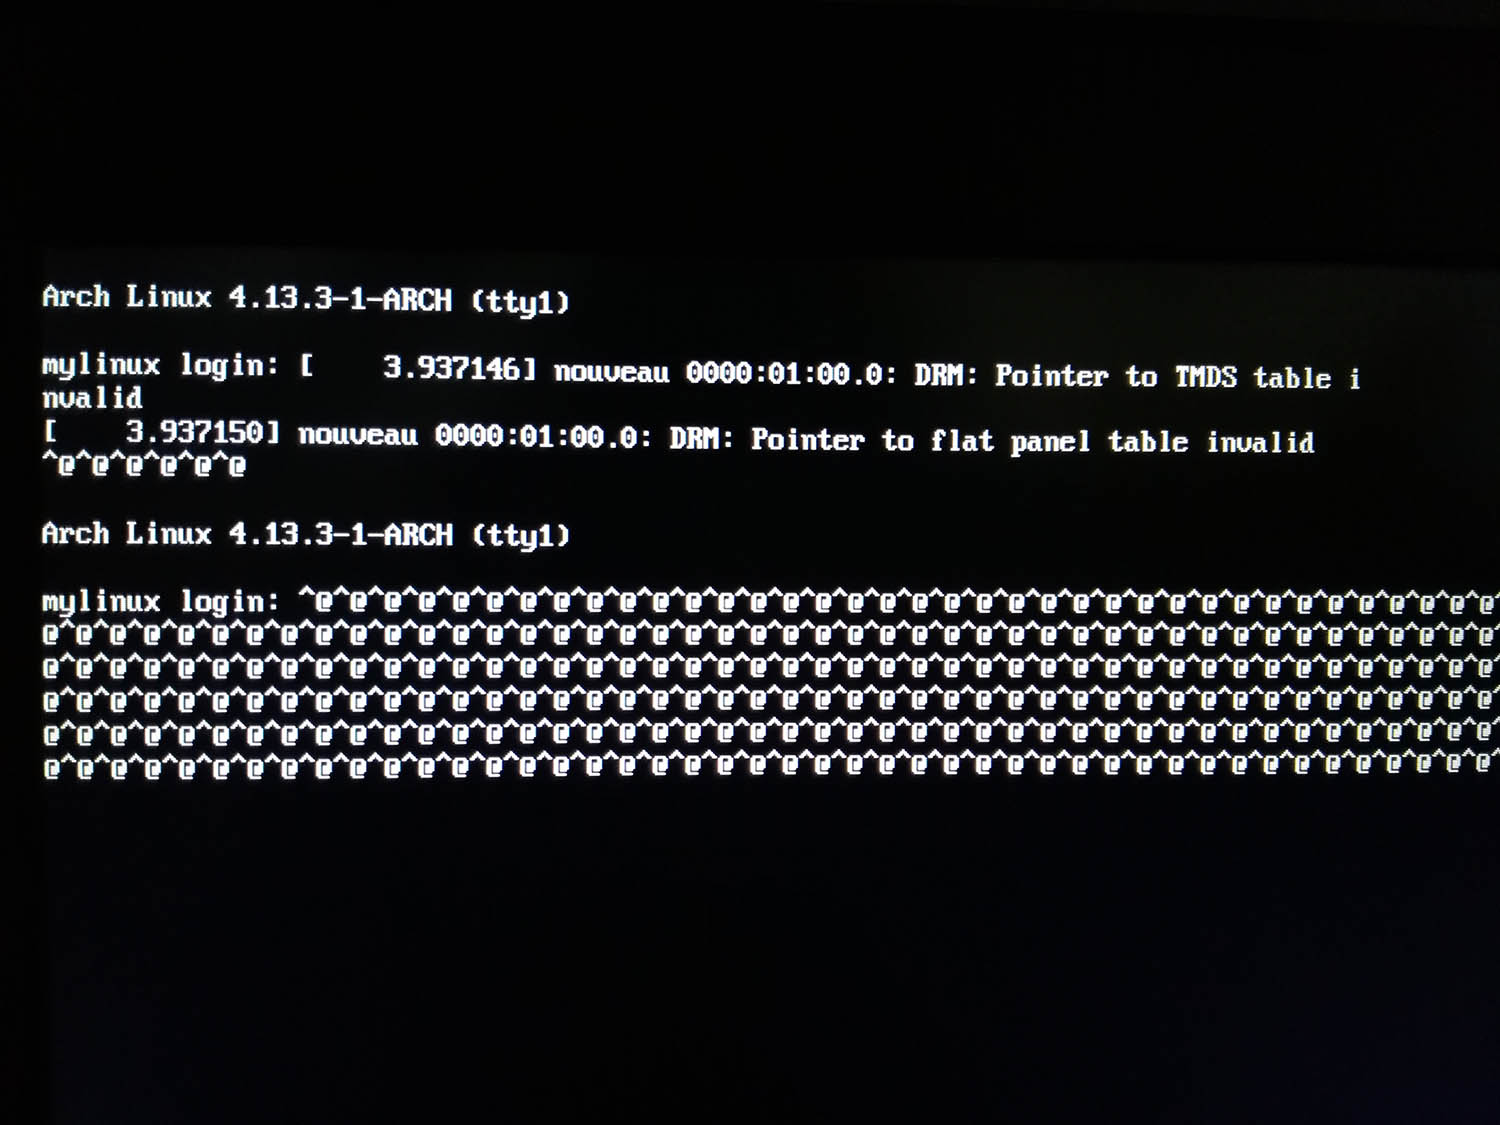 Arch Linux 4.13.3-1-ARCH (tty1)
mylinux login: [    3.937146] nouveau 0000:01:00.0: DRM: Pointer to TMDS table i
nvalid
[    3.937150] nouveau 0000:01:00.0: DRM: Pointer to flat panel table invalid
^@^@^@^@^@^@
Arch Linux 4.13.3-1-ARCH (tty1)
mylinux login: ^@^@^@^@^@^@^@^@^@^@^@^@^@^@^@^@^@^@^@^@^@^@^@^@^@^@^@^@^@^@^@^@^@^@^@^@^@^
@^@^@^@^@^@^@^@^@^@^@^@^@^@^@^@^@^@^@^@^@^@^@^@^@^@^@^@^@^@^@^@^@^@^@^@^@^@^@^@^@^@^@^@^@^
@^@^@^@^@^@^@^@^@^@^@^@^@^@^@^@^@^@^@^@^@^@^@^@^@^@^@^@^@^@^@^@^@^@^@^@^@^@^@^@^@^@^@^@^@^
@^@^@^@^@^@^@^@^@^@^@^@^@^@^@^@^@^@^@^@^@^@^@^@^@^@^@^@^@^@^@^@^@^@^@^@^@^@^@^@^@^@^@^@^@^
@^@^@^@^@^@^@^@^@^@^@^@^@^@^@^@^@^@^@^@^@^@^@^@^@^@^@^@^@^@^@^@^@^@^@^@^@^@^@^@^@^@^@^@^@^
@^@^@^@^@^@^@^@^@^@^@^@^@^@^@^@^@^@^@^@^@^@^@^@^@^@^@^@^@^@^@^@^@^@^@^@^@^@^@^@^@^@^@^@^@^